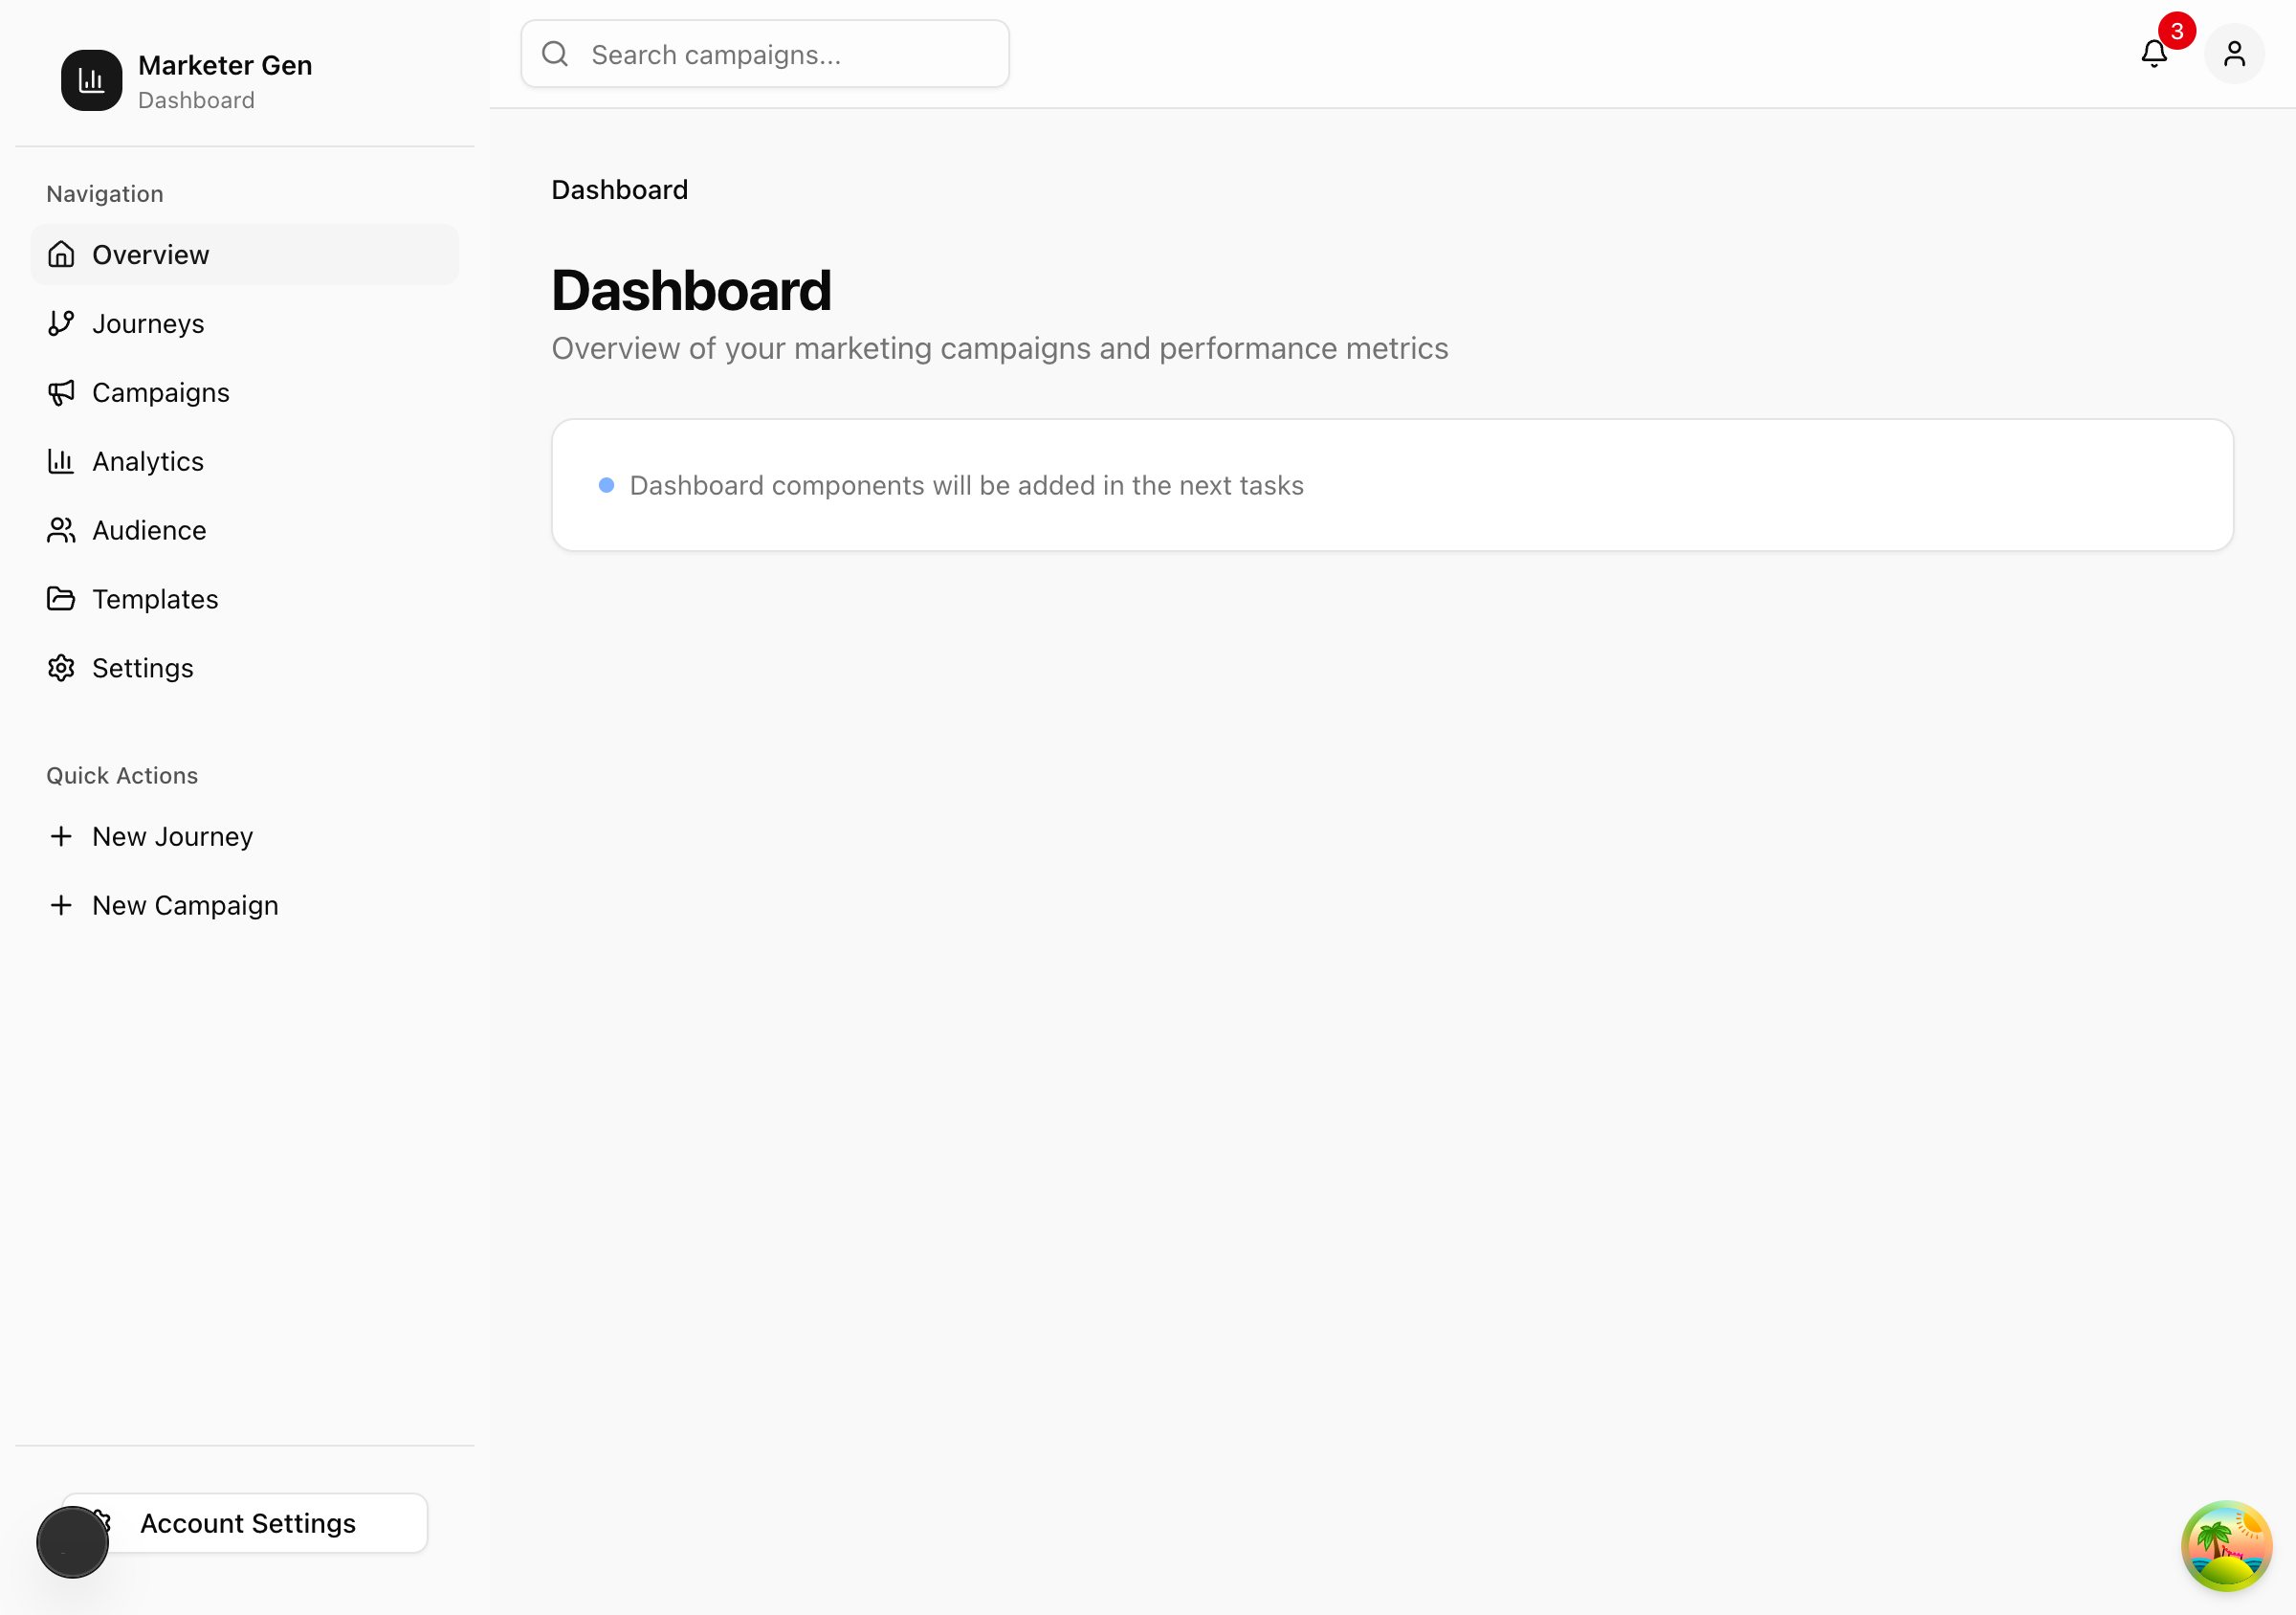 Marketer Gen
Dashboard
Navigation
Overview
Journeys
Campaigns
Analytics
Audience
Templates
Settings
Quick Actions
New Journey
New Campaign
Account Settings
Search campaigns...
3
Dashboard
Dashboard
Overview of your marketing campaigns and performance metrics
Dashboard components will be added in the next tasks